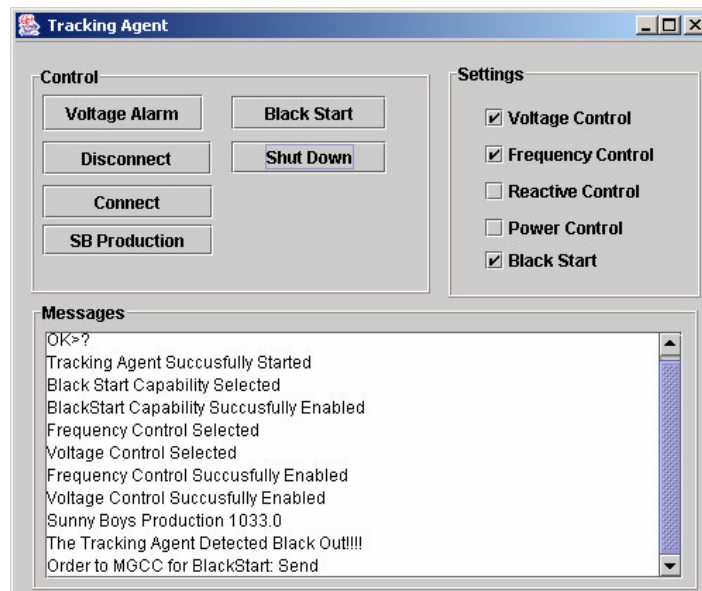 Tracking Agent
Control
Voltage Alarm
Black Start
Disconnect
Shut Down
Connect
SB Production
Settings
Voltage Control
Frequency Control
Reactive Control
Power Control
Black Start
Messages
OK>?
Tracking Agent Succusfully Started
Black Start Capability Selected
BlackStart Capability Succusfully Enabled
Frequency Control Selected
Voltage Control Selected
Frequency Control Succusfully Enabled
Voltage Control Succusfully Enabled
Sunny Boys Production 1033.0
The Tracking Agent Detected Black Out!!!!
Order to MGCC for BlackStart: Send